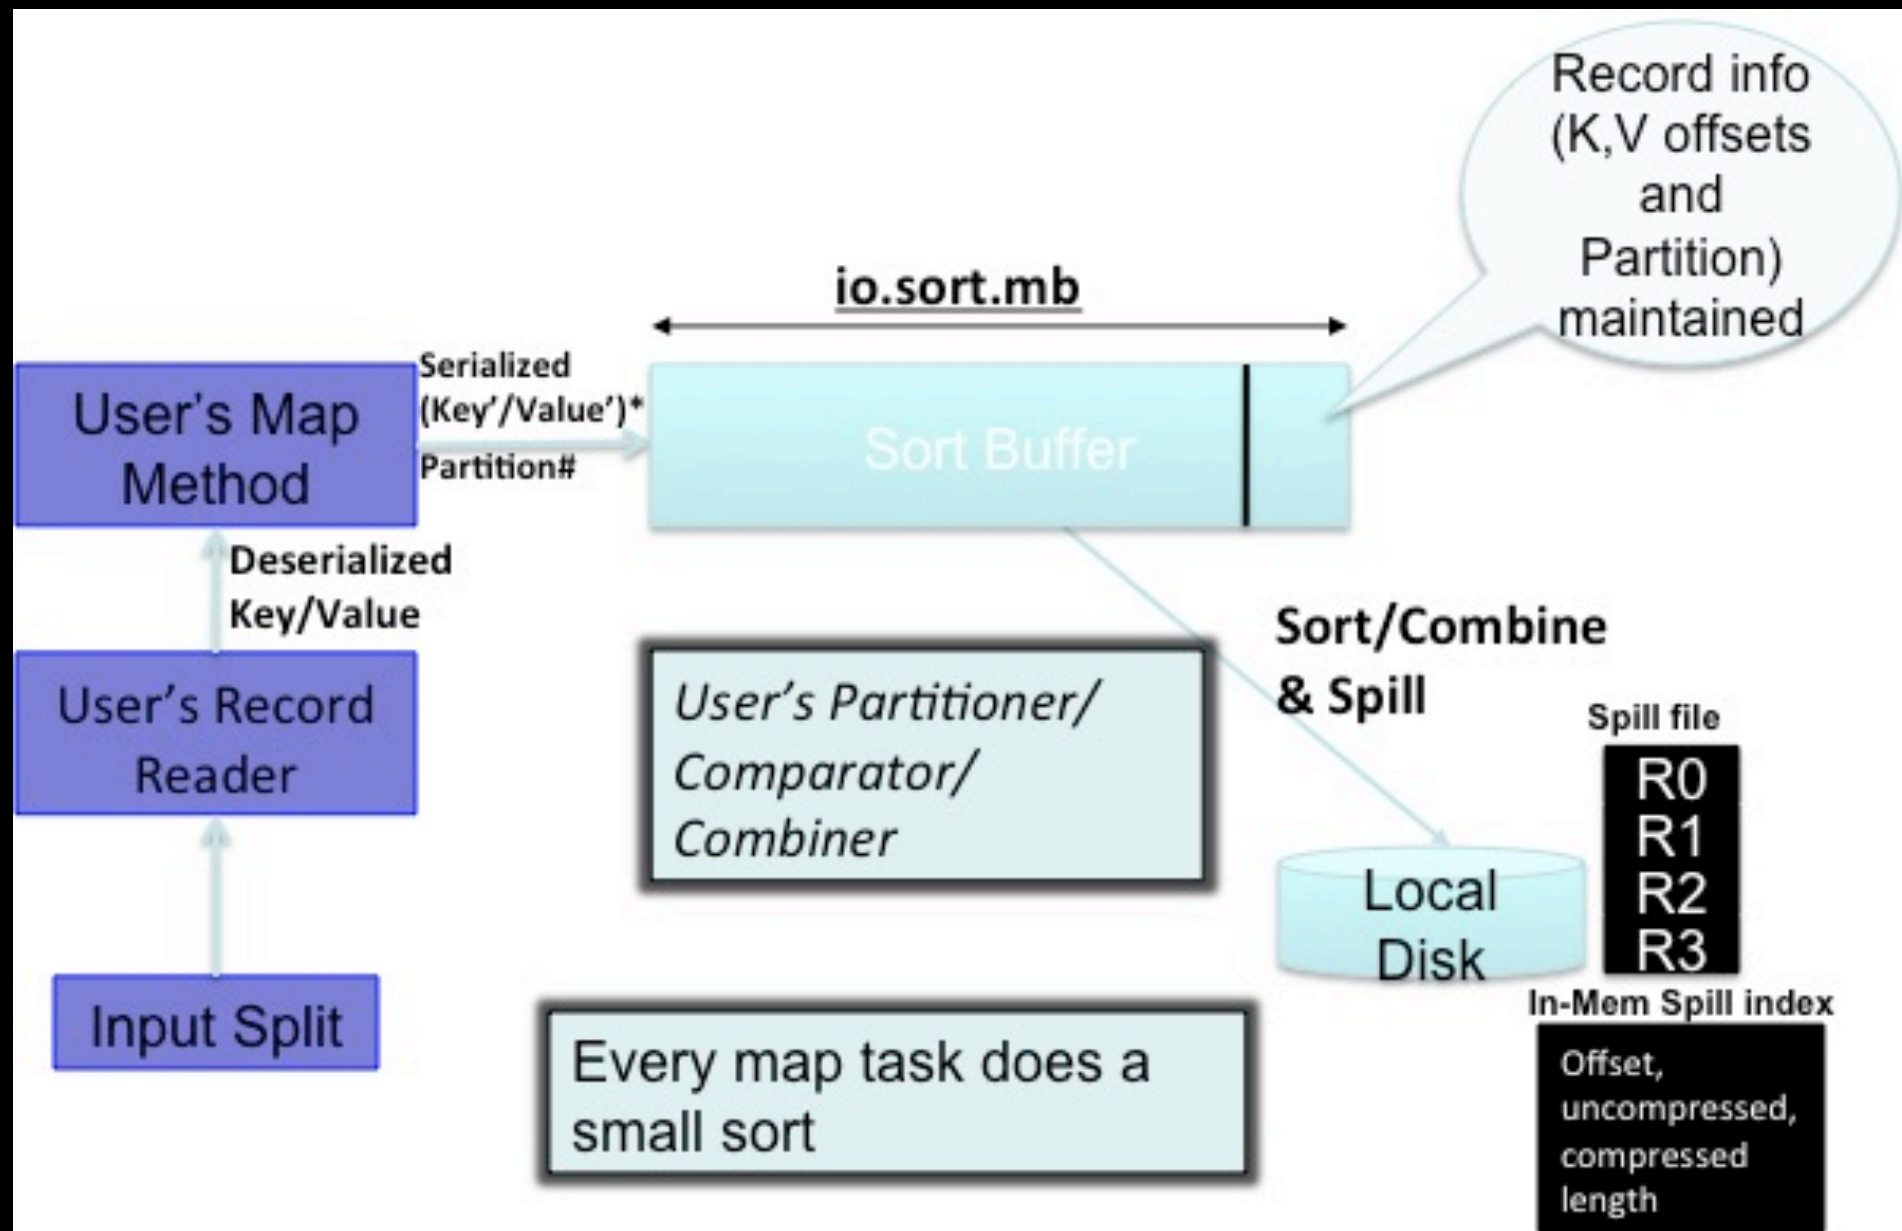 Record info
(K,V offsets
and
Partition)
maintained
io.sort.mb
Serialized
(Key’/Value’)*
Partition#
User’s Map
Method
Sort Buffer
Deserialized
Key/Value
User’s Record
Reader
Input Split
User’s Partitioner/
Comparator/
Combiner
Sort/Combine
& Spill
Spill file
R0
R1
R2
R3
Local
Disk
In-Mem Spill index
Offset,
uncompressed,
compressed
length
Every map task does a
small sort